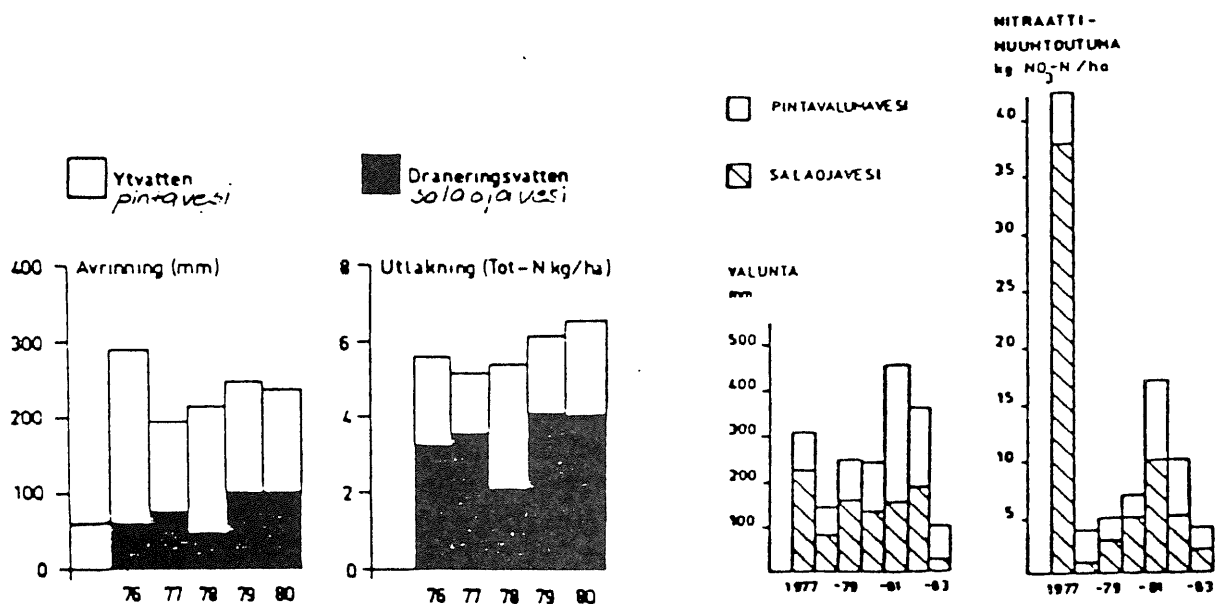 Ytvatten
pintavesi
Dräneringsvatten
salaojavesi
Avrinning (mm)
400
300
200
100
0
76 77 78 79 80
Utlakning (Tot-N kg/ha)
8
6
4
2
0
76 77 78 79 80
PINTAVALUMAVESI
SALAOJAVESI
VALUNTA
mm
500
400
300
200
100
1977 -79 -81 -83
NITRAATTI-
HUUHTOUTUMA
kg NO3-N/ha
40
35
30
25
20
15
10
5
1977 -79 -81 -83